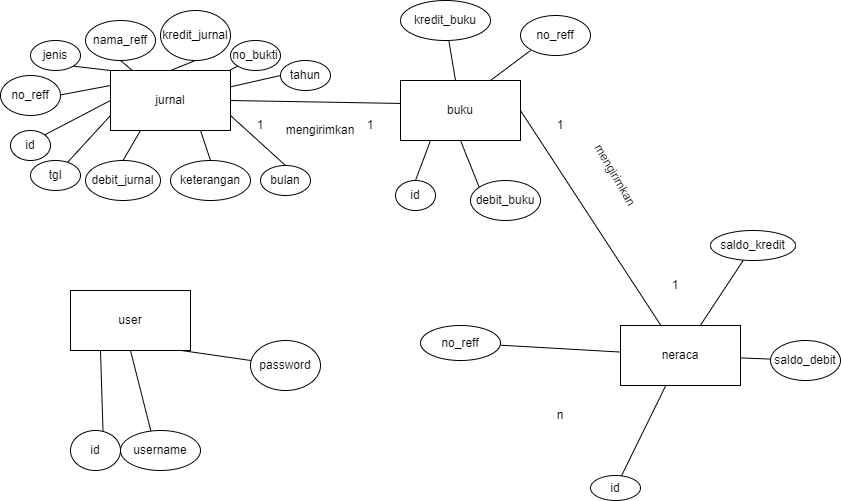 kredit_buku
nama_reff
kredit_jurnal
no_reff
jenis
no_bukti
tahun
no_reff
jurnal
buku
1
mengirimkan
1
1
id
mengirimkan
tgl
debit_jurnal
keterangan
bulan
id
debit_buku
saldo_kredit
1
user
no_reff
neraca
saldo_debit
password
n
id
username
id